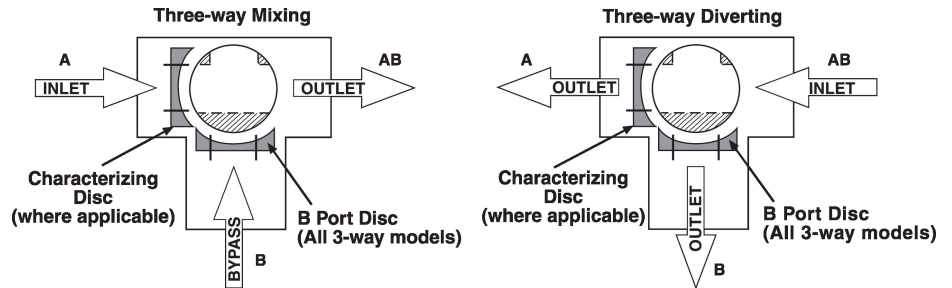 Three-way Mixing
A
INLET
AB
OUTLET
Characterizing
Disc
(where applicable)
BYPASS
B
B Port Disc
(All 3-way models)
Three-way Diverting
A
OUTLET
AB
INLET
Characterizing
Disc
(where applicable)
OUTLET
B
B Port Disc
(All 3-way models)